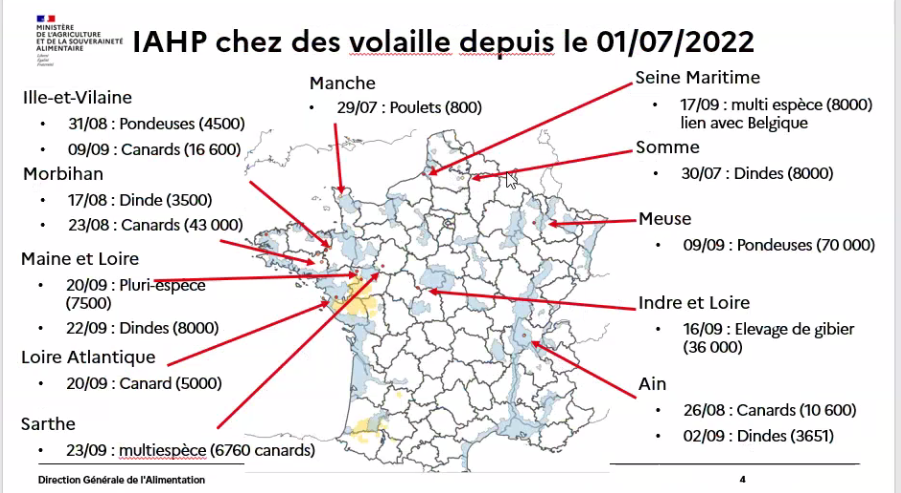 MINISTÈRE
DE L'AGRICULTURE
ET DE LA SOUVERAINETÉ
ALIMENTAIRE
Liberté
Égalité
Fraternité
IAHP chez des volaille depuis le 01/07/2022
Ille-et-Vilaine
• 31/08 : Pondeuses (4500)
• 09/09 : Canards (16 600)
Morbihan
• 17/08 : Dinde (3500)
• 23/08 : Canards (43 000)
Maine et Loire
• 20/09 : Pluri-espèce
(7500)
• 22/09 : Dindes (8000)
Loire Atlantique
• 20/09 : Canard (5000)
Sarthe
• 23/09 : multiespèce (6760 canards)
Manche
• 29/07 : Poulets (800)
Seine Maritime
• 17/09 : multi espèce (8000)
lien avec Belgique
Somme
• 30/07 : Dindes (8000)
Meuse
• 09/09 : Pondeuses (70 000)
Indre et Loire
• 16/09 : Elevage de gibier
(36 000)
Ain
• 26/08 : Canards (10 600)
• 02/09 : Dindes (3651)
Direction Générale de l'Alimentation
4